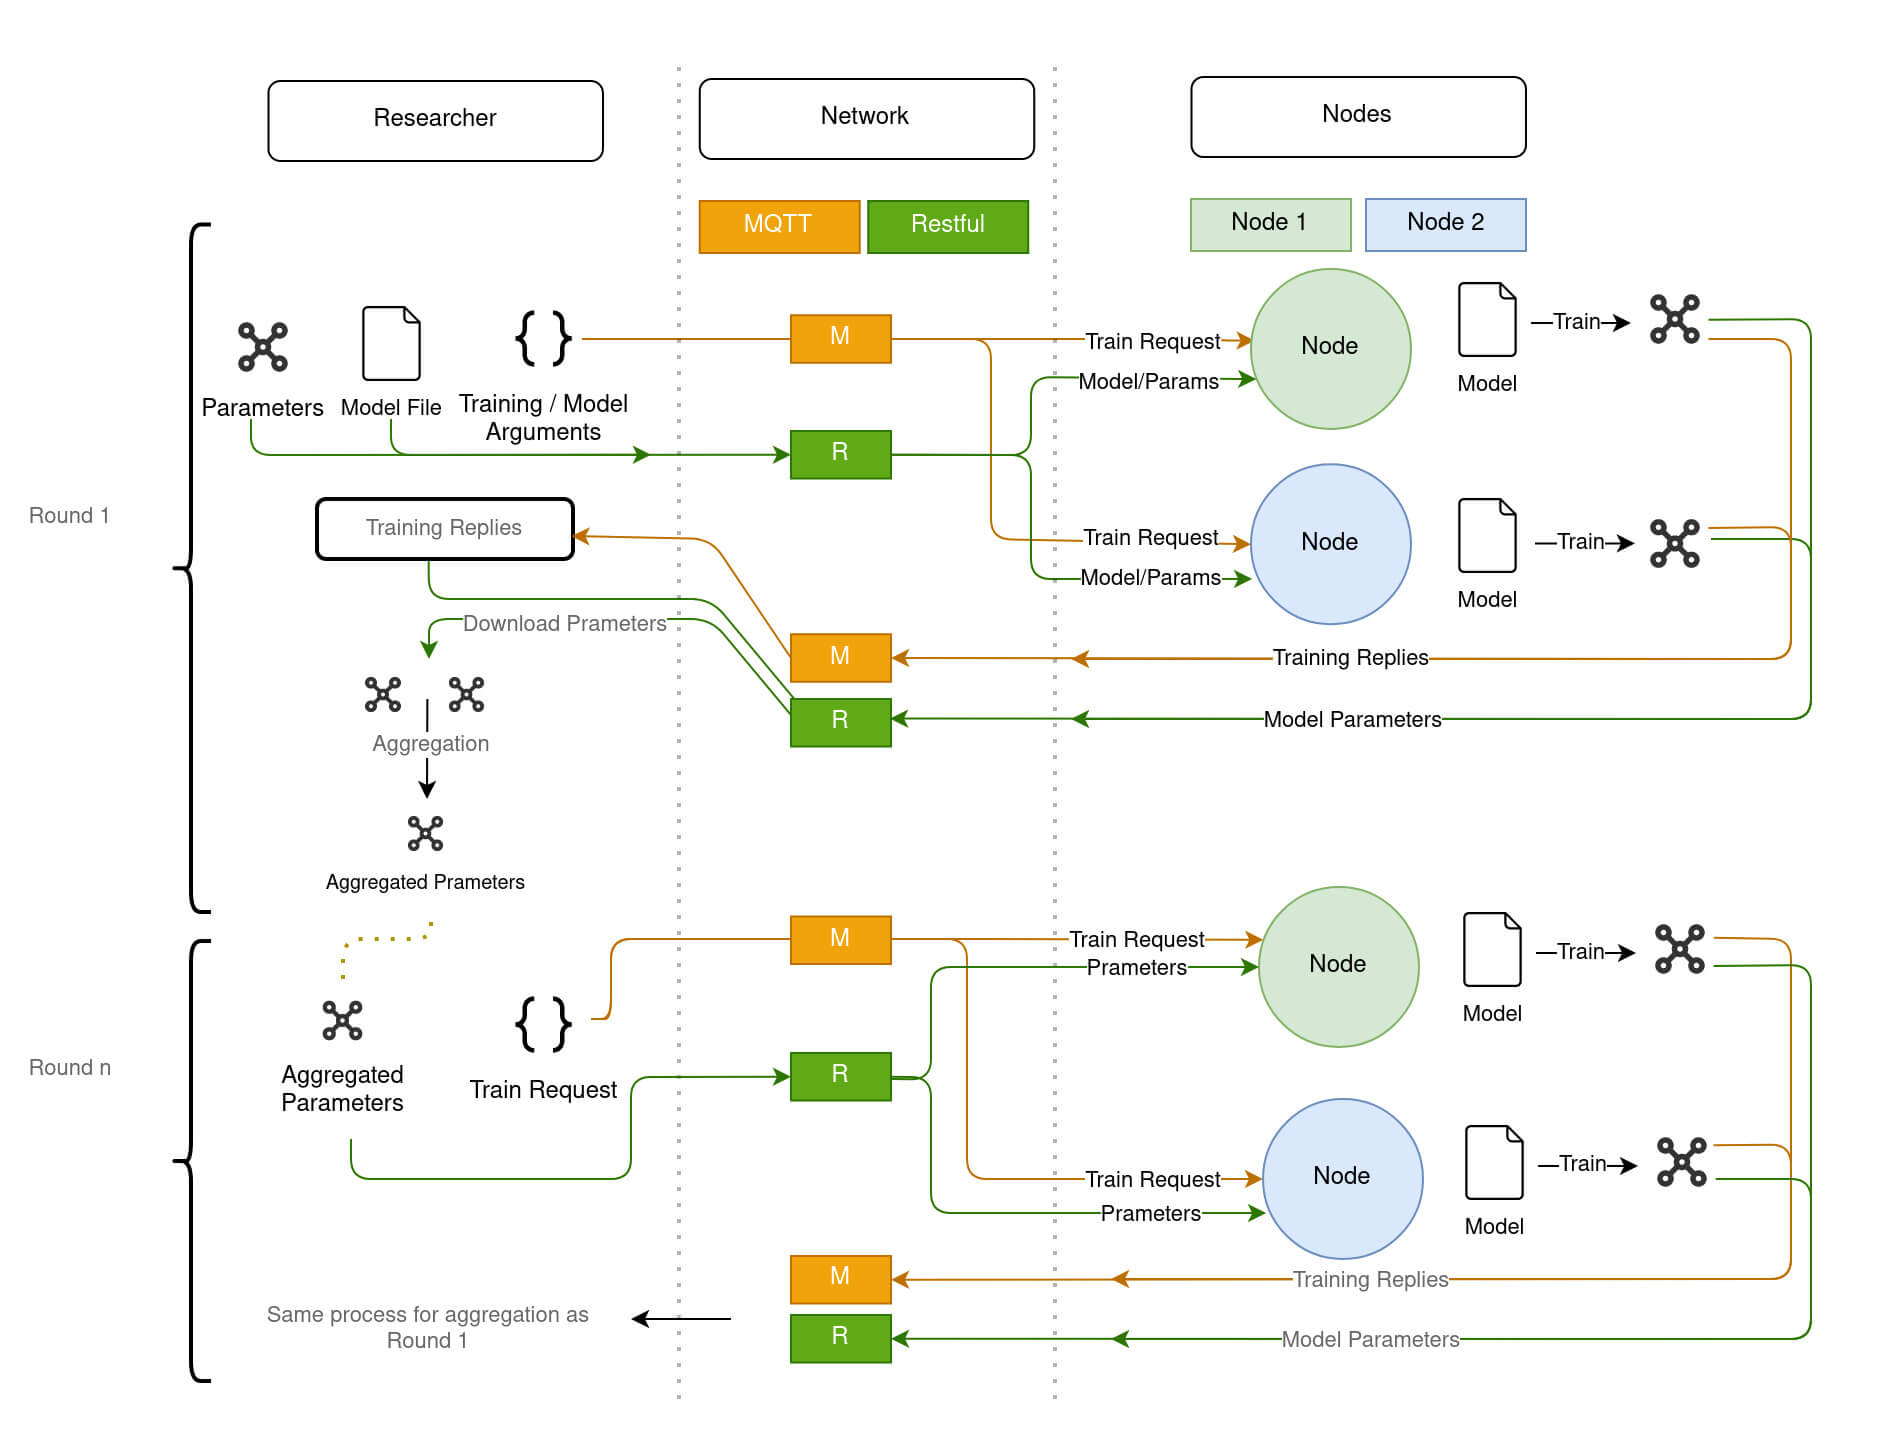 Researcher
Network
Nodes
MQTT
Restful
Node 1
Node 2
Round 1
Parameters
Model File
{ }
Training / Model
Arguments
M
R
Train Request
Model/Params
Node
Model
Train
Train Request
Model/Params
Node
Model
Train
Training Replies
M
Training Replies
R
Model Parameters
Download Prameters
Aggregation
Aggregated Prameters
Round n
Aggregated
Parameters
{ }
Train Request
M
R
Train Request
Prameters
Node
Model
Train
Train Request
Prameters
Node
Model
Train
M
Training Replies
R
Model Parameters
Same process for aggregation as
Round 1